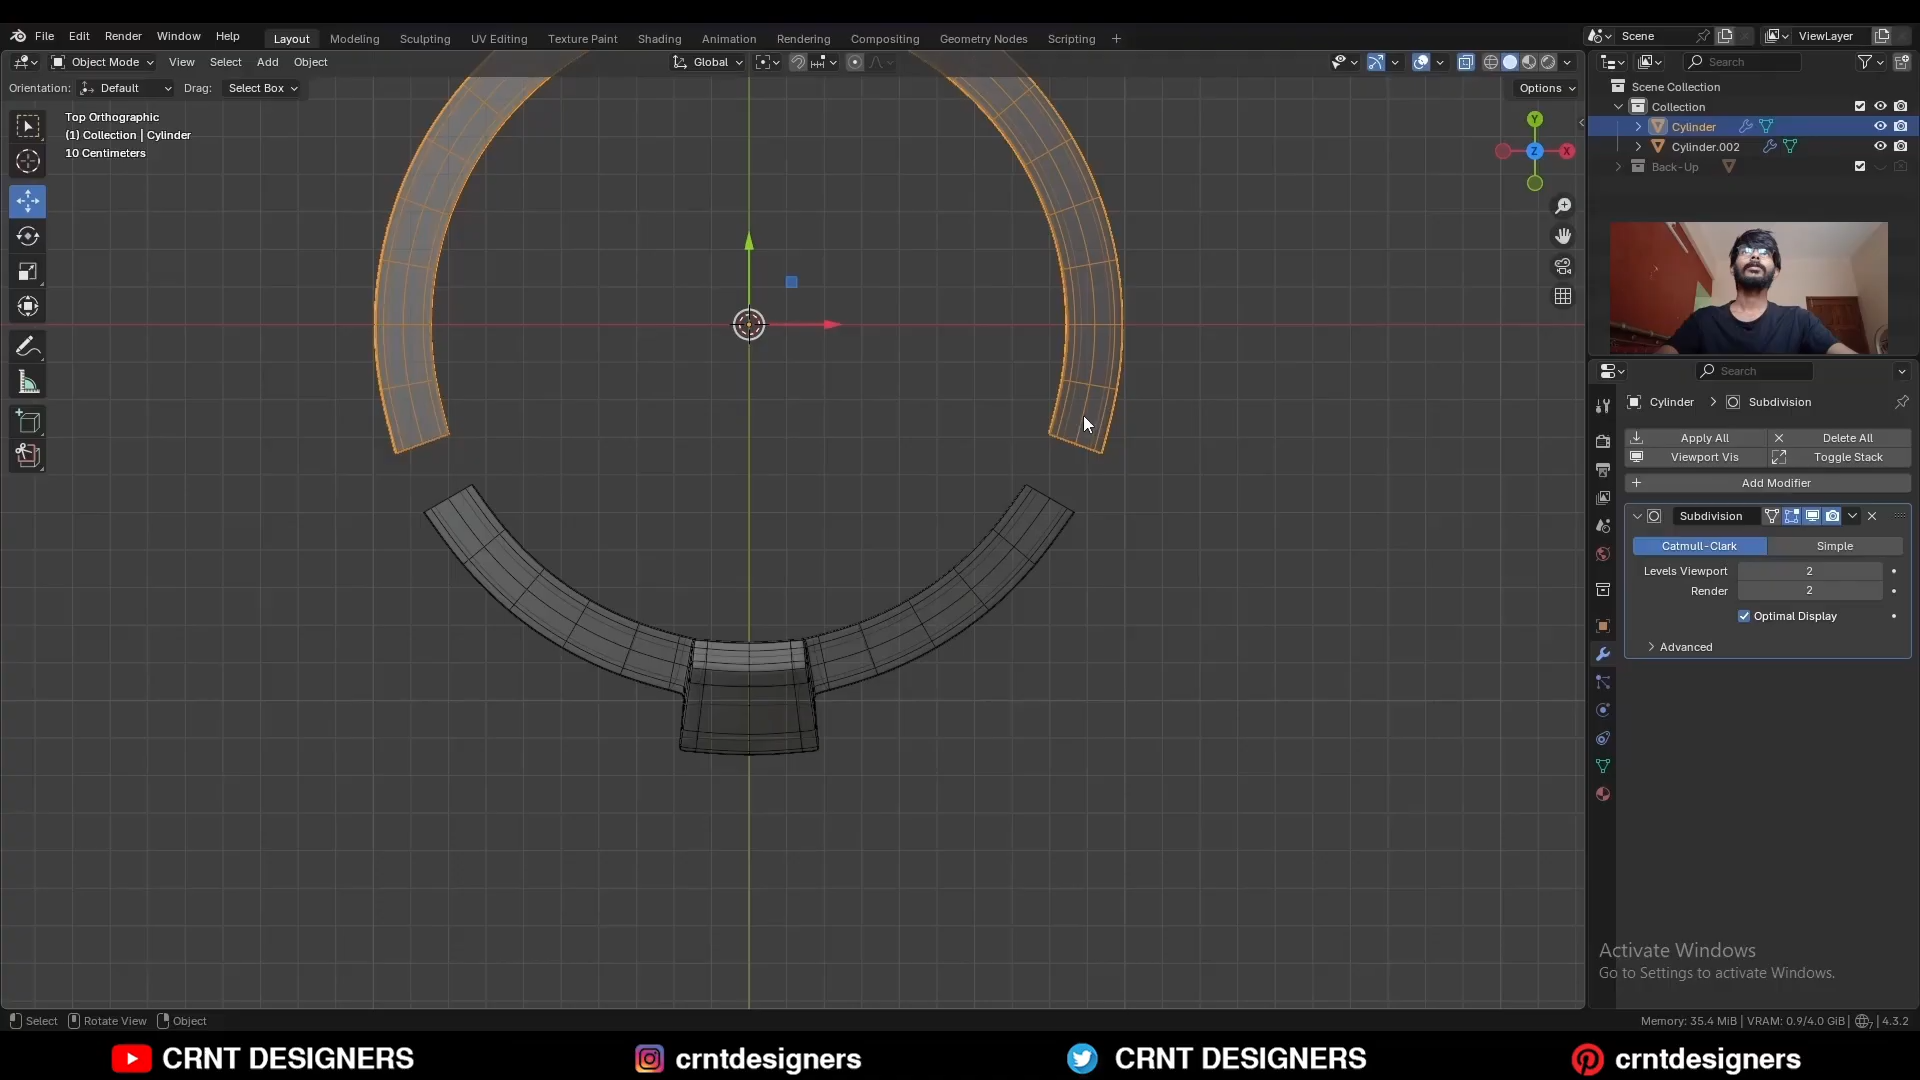 File Edit Render Window Help Layout Modeling Sculpting UV Editing Texture Paint Shading Animation Rendering Compositing Geometry Nodes Scripting Scene ViewLayer
Object Mode View Select Add Object Global Search
Orientation: Default Drag: Select Box Options
Top Orthographic
(1) Collection | Cylinder
10 Centimeters
Y
Z
X
Scene Collection
Collection
Cylinder
Cylinder.002
Back-Up
Search
Cylinder > Subdivision
Apply All Delete All
Viewport Vis Toggle Stack
Add Modifier
Subdivision
Catmull-Clark Simple
Levels Viewport 2
Render 2
Optimal Display
Advanced
Activate Windows
Go to Settings to activate Windows.
Select Rotate View Object Memory: 35.4 MiB | VRAM: 0.9/4.0 GiB | 7 | 4.3.2
CRNT DESIGNERS crntdesigners CRNT DESIGNERS crntdesigners